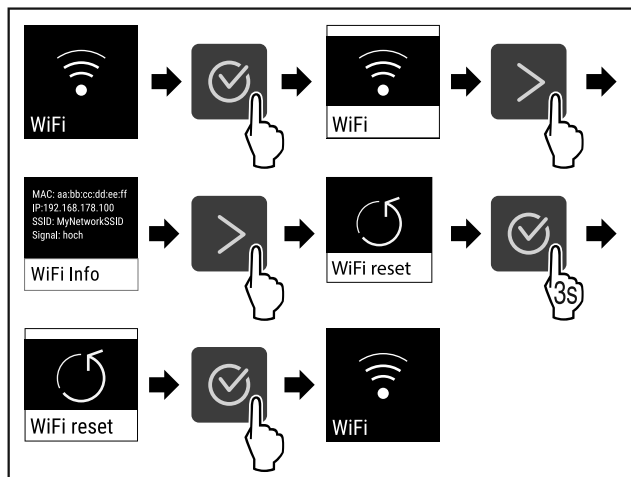 WiFi
WiFi
MAC: aa:bb:cc:dd:ee:ff
IP:192.168.178.100
SSID: MyNetworkSSID
Signal: hoch
WiFi Info
WiFi reset
3s
WiFi reset
WiFi